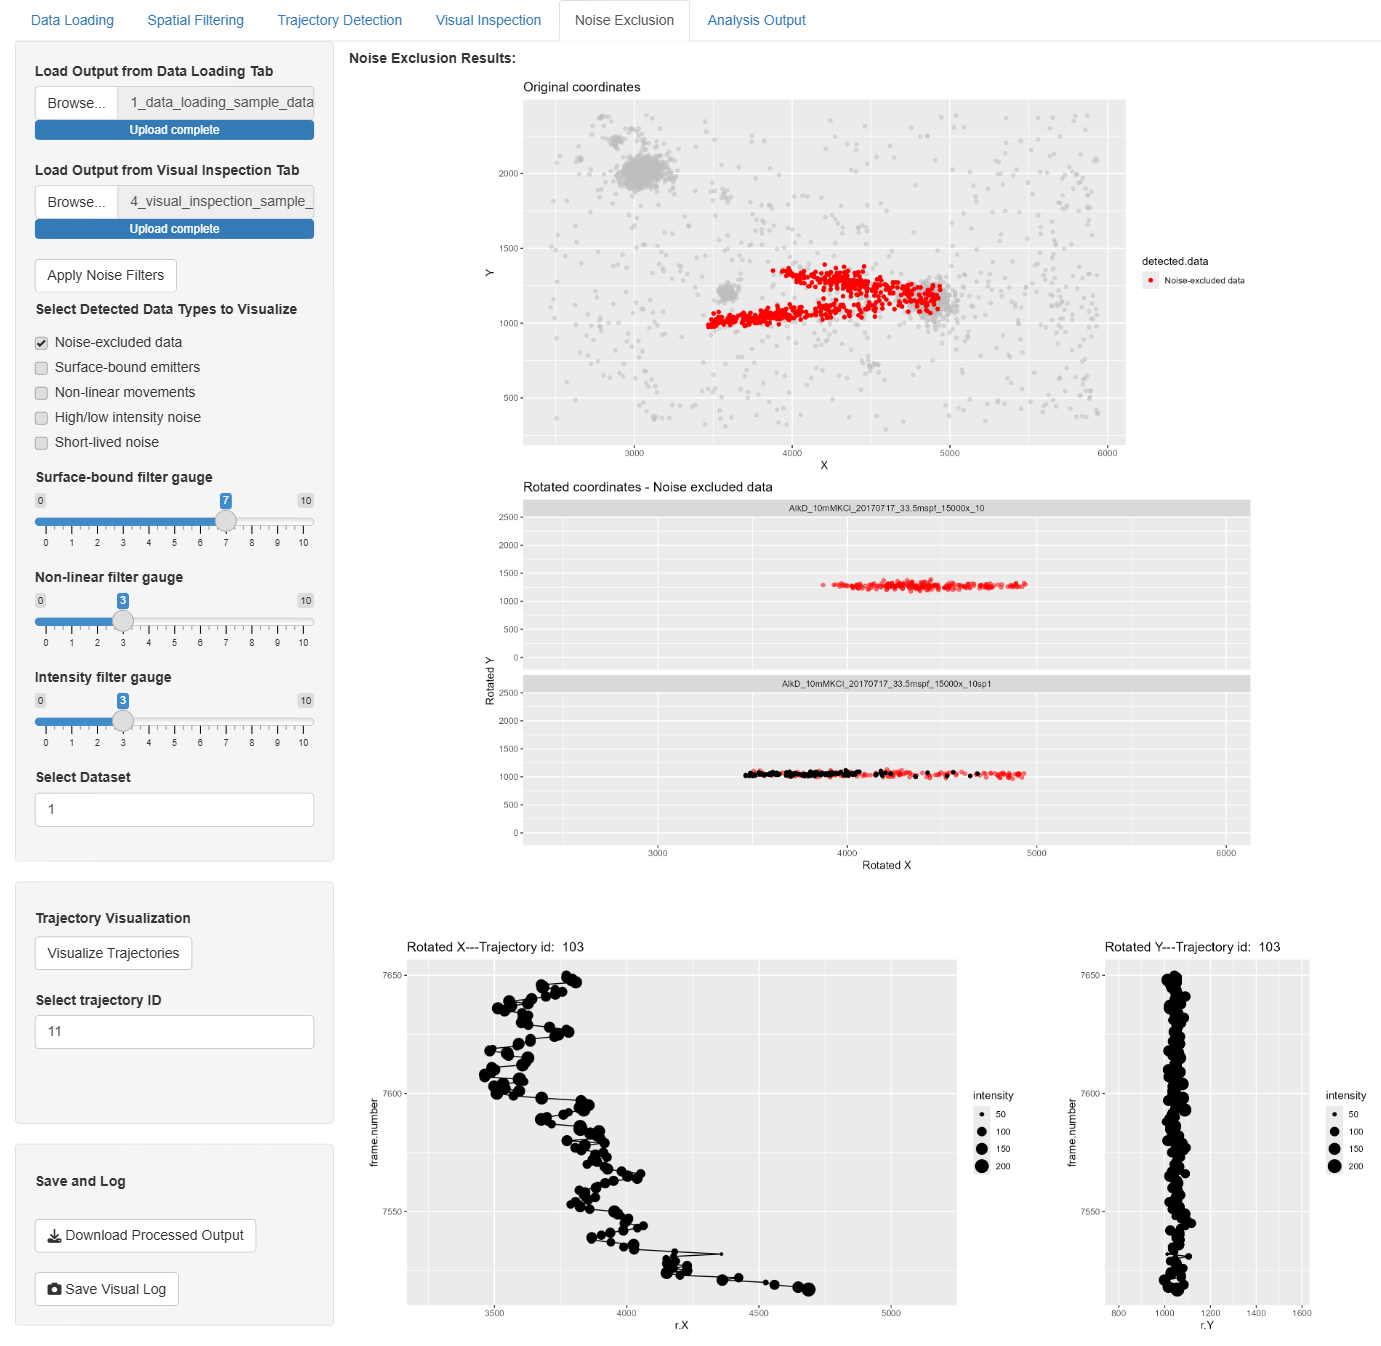 Data Loading Spatial Filtering Trajectory Detection Visual Inspection Noise Exclusion Analysis Output
Load Output from Data Loading Tab
Browse... 1_data_loading_sample_data
Upload complete
Load Output from Visual Inspection Tab
Browse... 4_visual_inspection_sample_
Upload complete
Apply Noise Filters
Select Detected Data Types to Visualize
Noise-excluded data
Surface-bound emitters
Non-linear movements
High/low intensity noise
Short-lived noise
Surface-bound filter gauge
0 7 10
0 1 2 3 4 5 6 7 8 9 10
Non-linear filter gauge
0 3 10
0 1 2 3 4 5 6 7 8 9 10
Intensity filter gauge
0 3 10
0 1 2 3 4 5 6 7 8 9 10
Select Dataset
1
Trajectory Visualization
Visualize Trajectories
Select trajectory ID
11
Save and Log
Download Processed Output
Save Visual Log
Noise Exclusion Results:
Original coordinates
2000
1500
1000
500
Y
3000 4000 5000 6000
X
detected.data
Noise-excluded data
Rotated coordinates - Noise excluded data
AlkD_10mMKCl_20170717_33.5mspf_15000x_10
2500
2000
1500
1000
500
0
Rotated Y
AlkD_10mMKCl_20170717_33.5mspf_15000x_10sp1
2500
2000
1500
1000
500
0
3000 4000 5000 6000
Rotated X
Rotated X---Trajectory id: 103
7650
7600
7550
frame.number
3500 4000 4500 5000
r.X
intensity
50
100
150
200
Rotated Y---Trajectory id: 103
7650
7600
7550
frame.number
800 1000 1200 1400 1600
r.Y
intensity
50
100
150
200